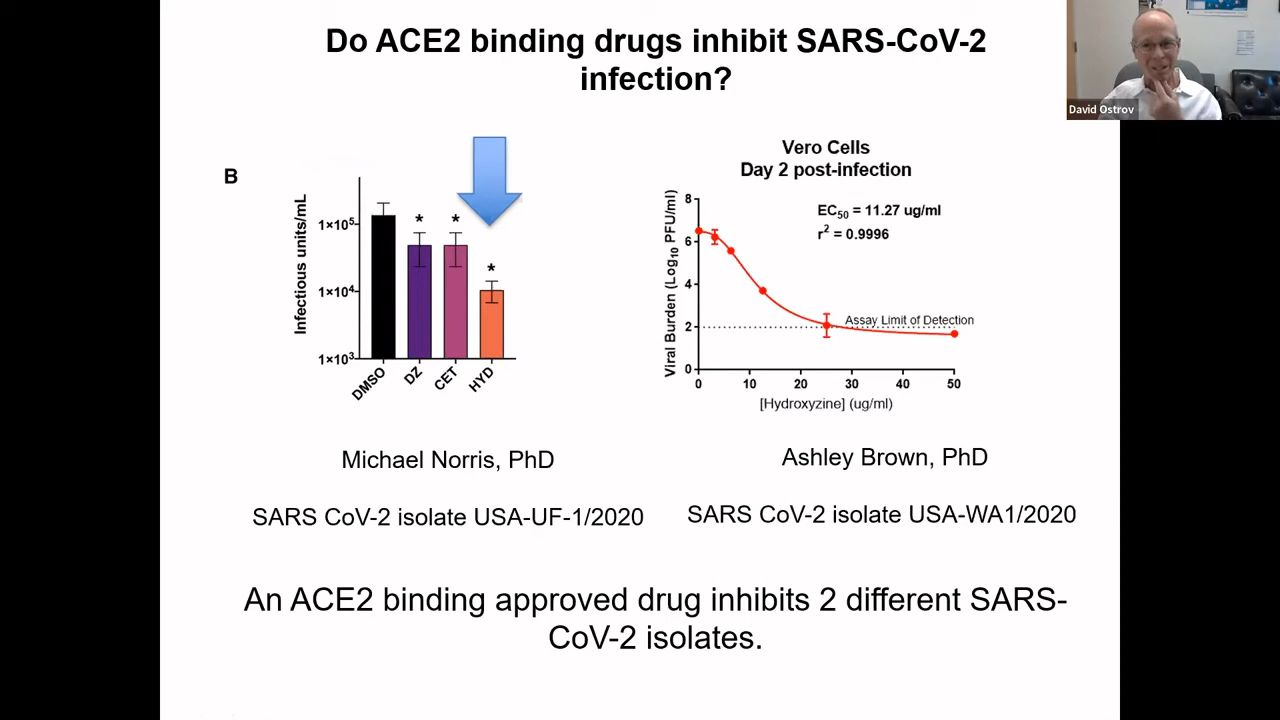 Do ACE2 binding drugs inhibit SARS-CoV-2
infection?
David Ostrov
B
Infectious units/mL
1×10⁵
1×10⁴
1×10³
*
*
*
DMSO
DZ
CET
HYD
Vero Cells
Day 2 post-infection
EC₅₀ = 11.27 ug/ml
r² = 0.9996
Viral Burden (Log₁₀ PFU/ml)
8
6
4
2
0
Assay Limit of Detection
0 10 20 30 40 50
[Hydroxyzine] (ug/ml)
Michael Norris, PhD
Ashley Brown, PhD
SARS CoV-2 isolate USA-UF-1/2020
SARS CoV-2 isolate USA-WA1/2020
An ACE2 binding approved drug inhibits 2 different SARS-
CoV-2 isolates.